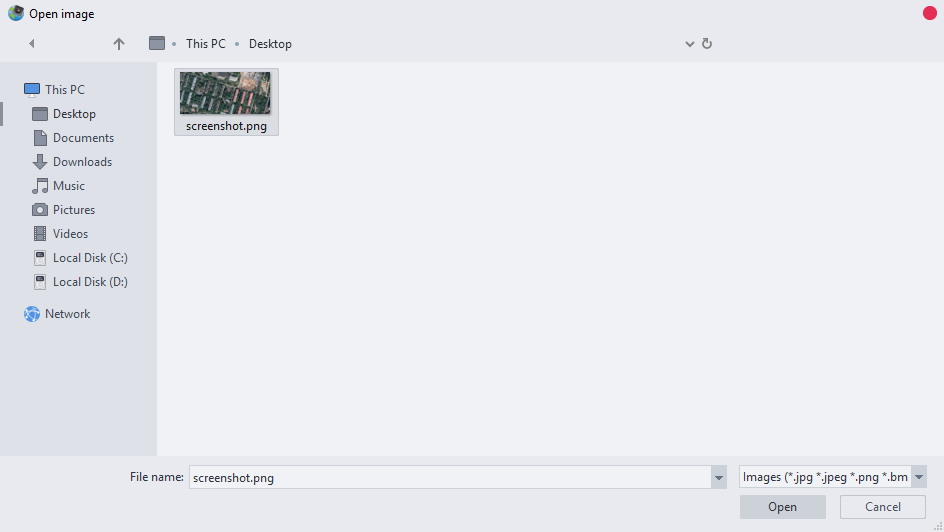 Open image
This PC
Desktop
This PC
Desktop
Documents
Downloads
Music
Pictures
Videos
Local Disk (C:)
Local Disk (D:)
Network
screenshot.png
File name:
screenshot.png
Images (*.jpg *.jpeg *.png *.bm
Open
Cancel